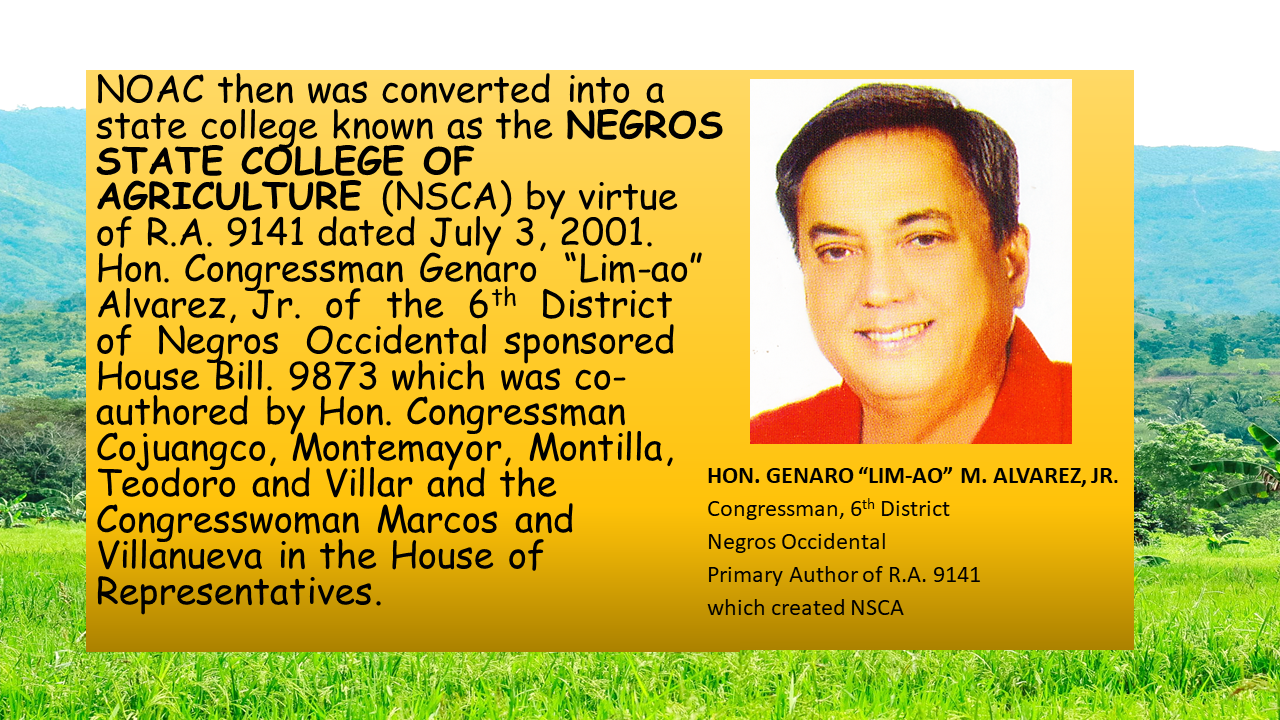 NOAC then was converted into a
state college known as the NEGROS
STATE COLLEGE OF
AGRICULTURE (NSCA) by virtue
of R.A. 9141 dated July 3, 2001.
Hon. Congressman Genaro “Lim-ao”
Alvarez, Jr. of the 6th District
of Negros Occidental sponsored
House Bill. 9873 which was co-
authored by Hon. Congressman
Cojuangco, Montemayor, Montilla,
Teodoro and Villar and the
Congresswoman Marcos and
Villanueva in the House of
Representatives.
HON. GENARO “LIM-AO” M. ALVAREZ, JR.
Congressman, 6th District
Negros Occidental
Primary Author of R.A. 9141
which created NSCA